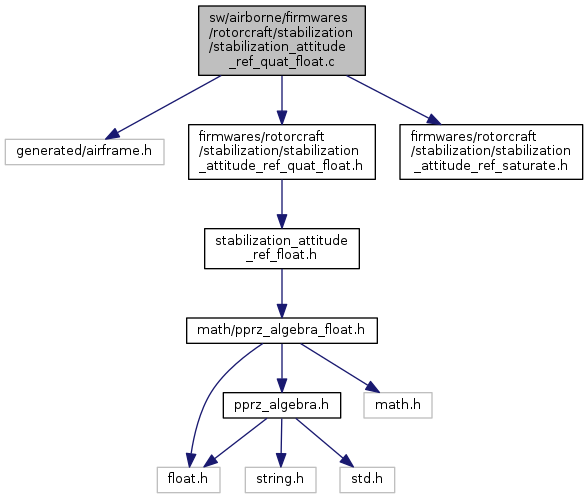 sw/airborne/firmwares
/rotorcraft/stabilization
/stabilization_attitude
_ref_quat_float.c
generated/airframe.h
firmwares/rotorcraft
/stabilization/stabilization
_attitude_ref_quat_float.h
firmwares/rotorcraft
/stabilization/stabilization
_attitude_ref_saturate.h
stabilization_attitude
_ref_float.h
math/pprz_algebra_float.h
pprz_algebra.h
math.h
float.h
string.h
std.h